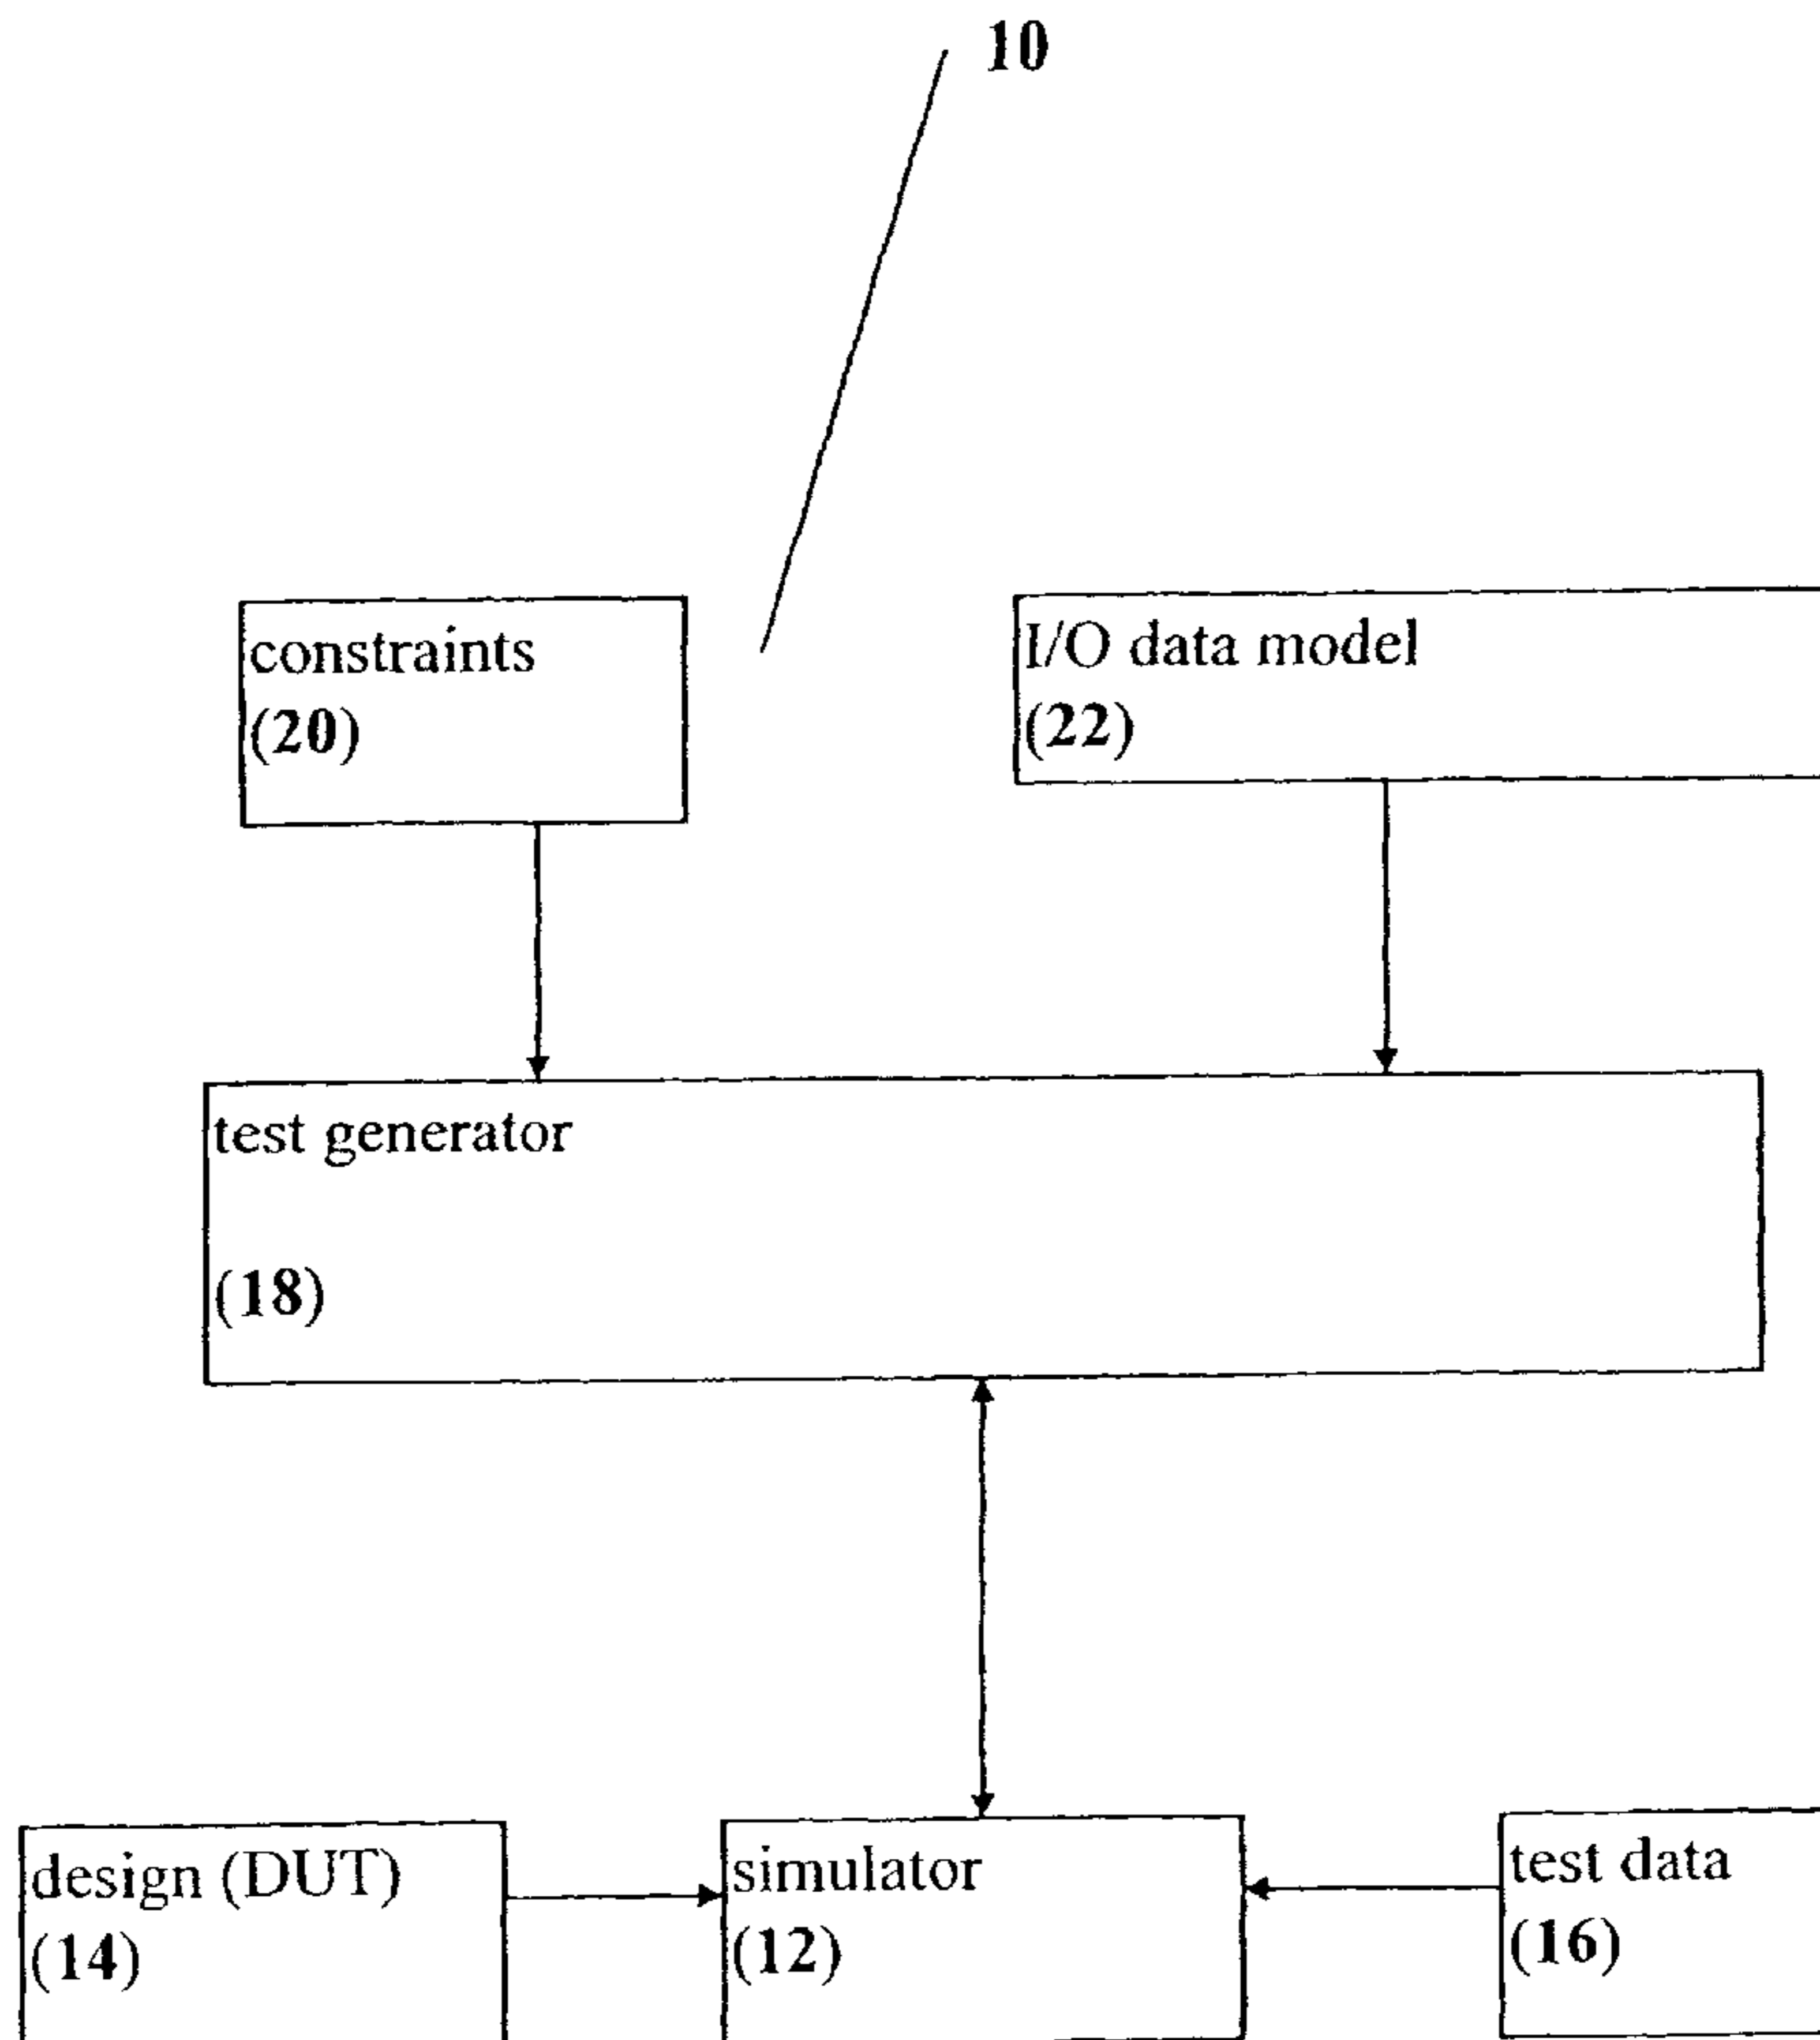 10
constraints
(20)
I/O data model
(22)
test generator
(18)
design (DUT)
(14)
simulator
(12)
test data
(16)